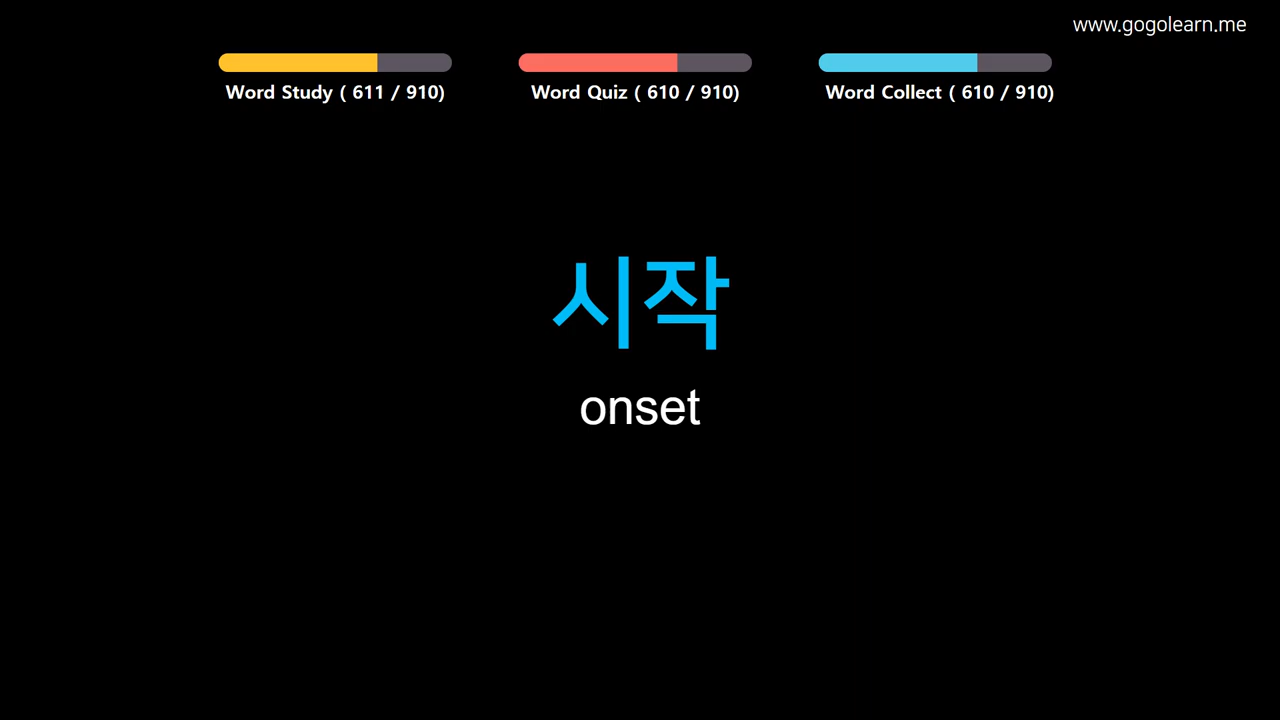 www.gogolearn.me
Word Study ( 611 / 910)
Word Quiz ( 610 / 910)
Word Collect ( 610 / 910)
시작
onset